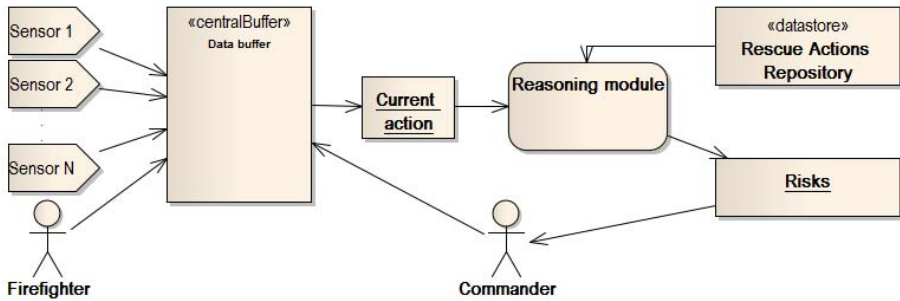 Sensor 1
Sensor 2
Sensor N
Firefighter
«centralBuffer»
Data buffer
Current
action
Reasoning module
«datastore»
Rescue Actions
Repository
Risks
Commander